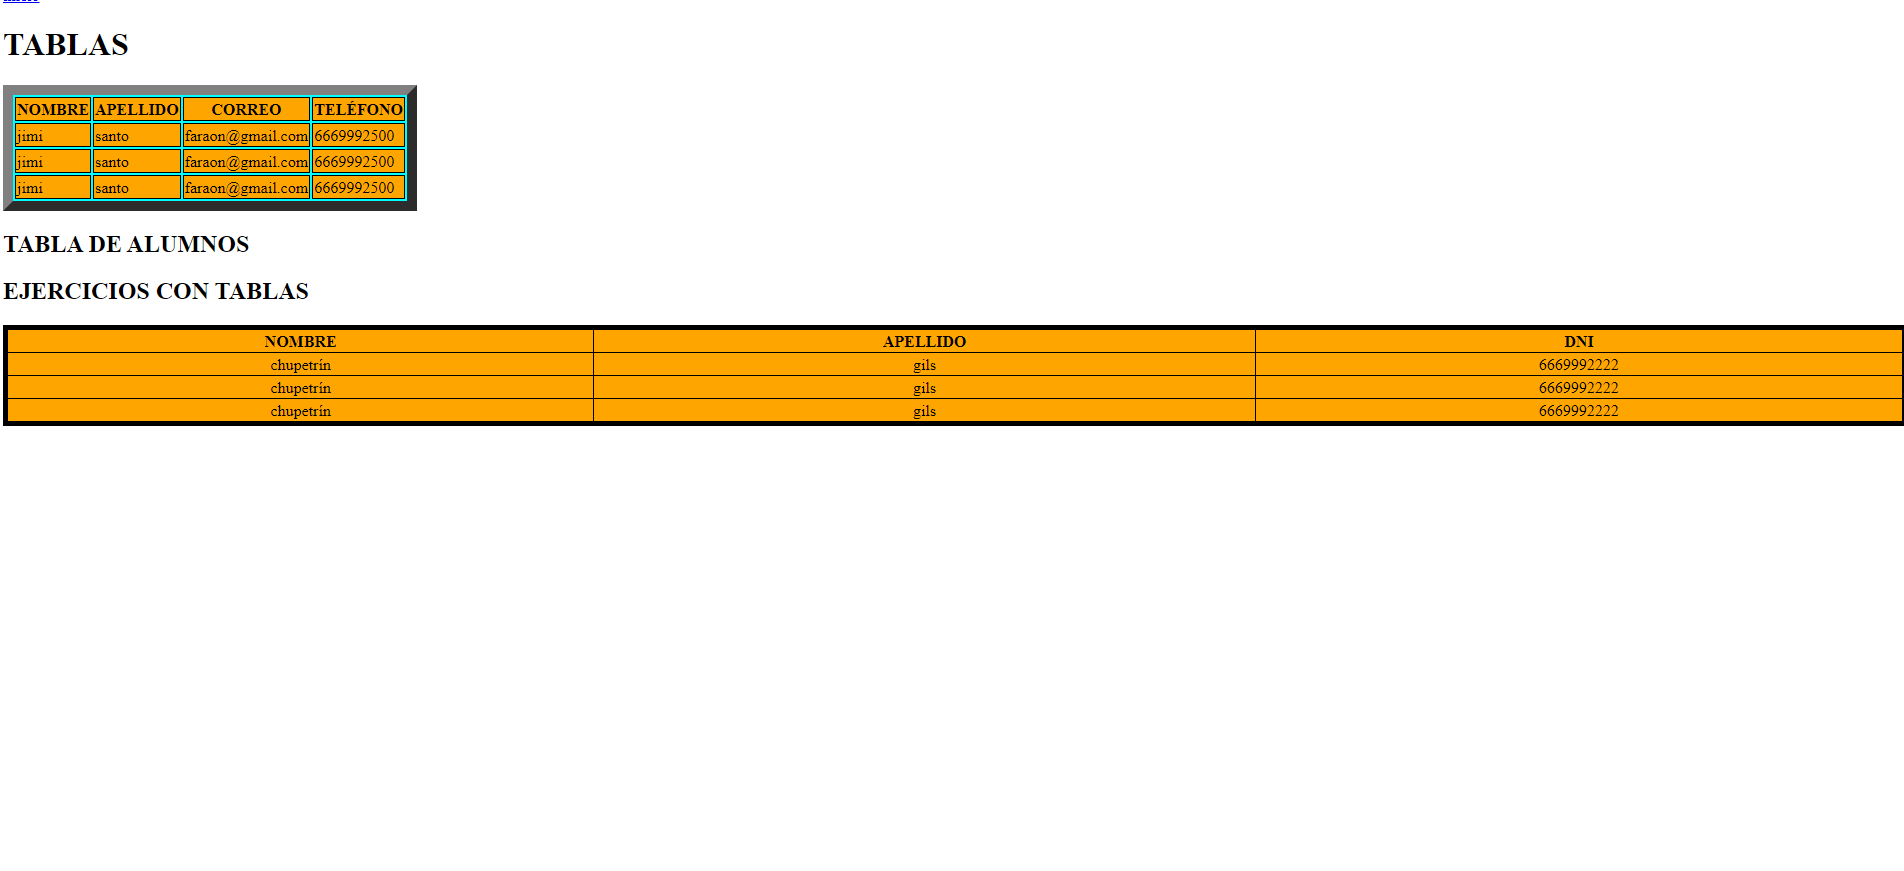 TABLAS
NOMBRE APELLIDO CORREO TELÉFONO
jimi santo faraon@gmail.com 6669992500
jimi santo faraon@gmail.com 6669992500
jimi santo faraon@gmail.com 6669992500
TABLA DE ALUMNOS
EJERCICIOS CON TABLAS
NOMBRE APELLIDO DNI
chupetrín gils 6669992222
chupetrín gils 6669992222
chupetrín gils 6669992222